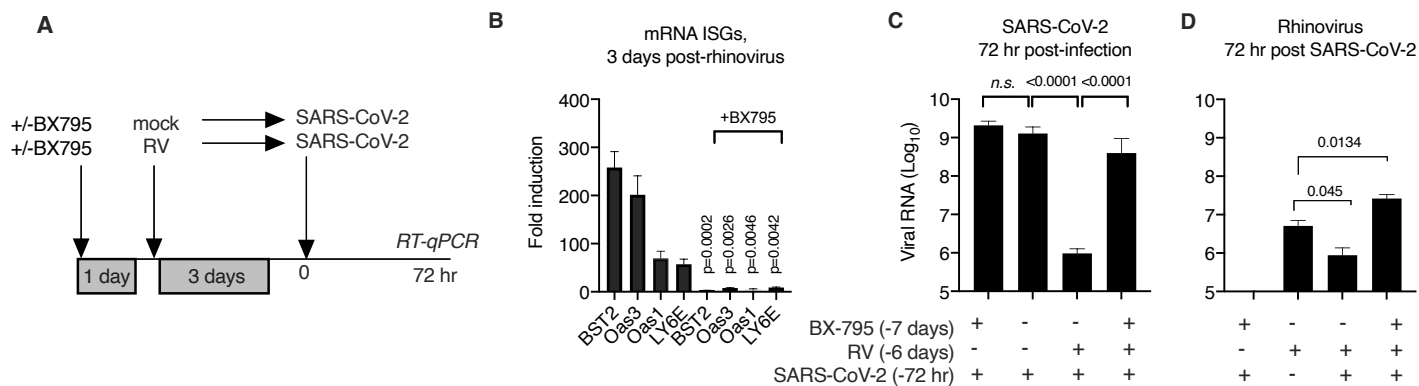 A
+/-BX795 mock SARS-CoV-2
+/-BX795 RV SARS-CoV-2
RT-qPCR
1 day 3 days 0 72 hr
B
mRNA ISGs,
3 days post-rhinovirus
Fold induction
400
300
200
100
0
+BX795
p=0.0002
p=0.0026
p=0.0046
p=0.0042
BST2 Oas3 Oas1 LY6E BST2 Oas3 Oas1 LY6E
C
SARS-CoV-2
72 hr post-infection
n.s. <0.0001 <0.0001
Viral RNA (Log10)
10
9
8
7
6
5
BX-795 (-7 days) + - - +
RV (-6 days) - - + +
SARS-CoV-2 (-72 hr) + + + +
D
Rhinovirus
72 hr post SARS-CoV-2
0.0134
0.045
10
9
8
7
6
5
+ - - +
- + + +
+ - + +